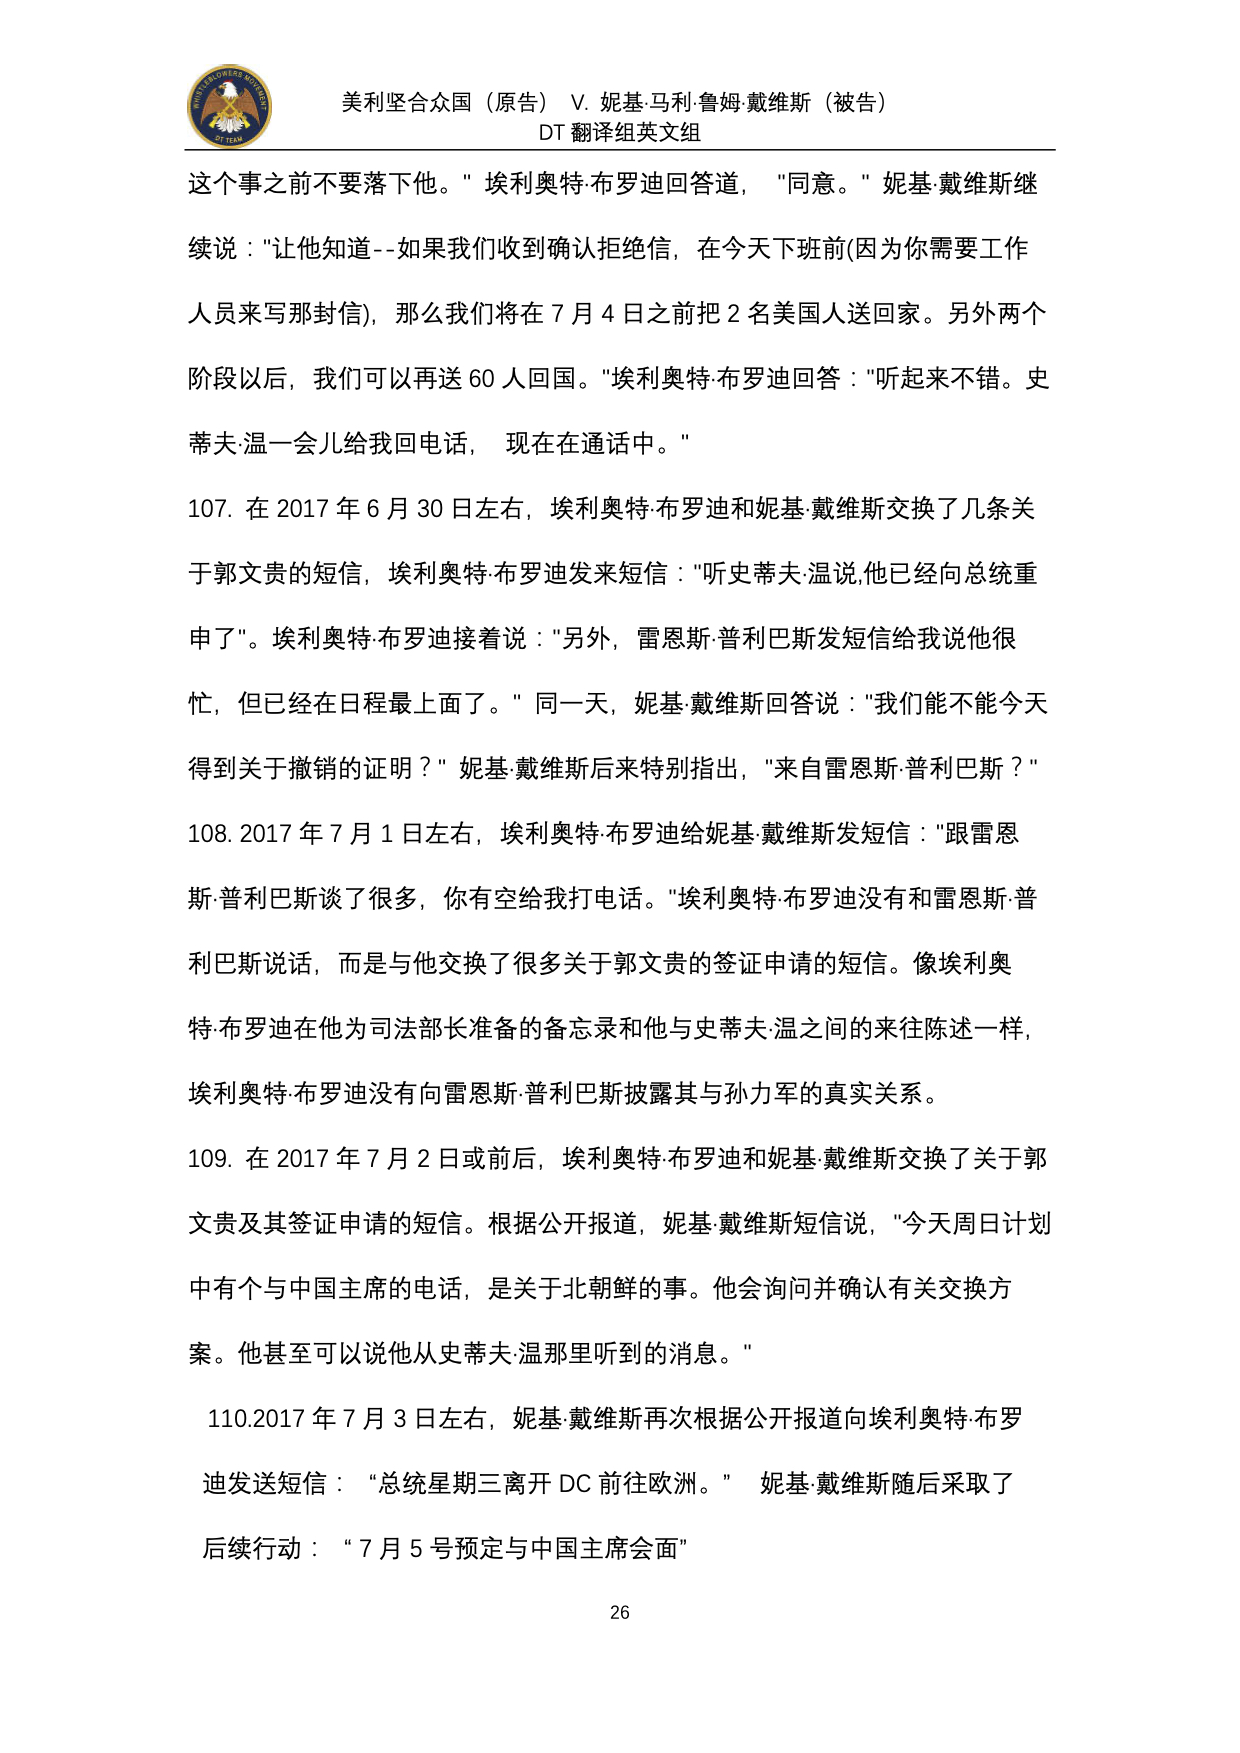 WHISTLEBLOWERS MOVEMENT
DT TEAM
美利坚合众国（原告） V. 妮基·马利·鲁姆·戴维斯（被告）
DT 翻译组英文组
这个事之前不要落下他。" 埃利奥特·布罗迪回答道， "同意。" 妮基·戴维斯继
续说："让他知道--如果我们收到确认拒绝信，在今天下班前(因为你需要工作
人员来写那封信)，那么我们将在 7 月 4 日之前把 2 名美国人送回家。另外两个
阶段以后，我们可以再送 60 人回国。"埃利奥特·布罗迪回答："听起来不错。史
蒂夫·温一会儿给我回电话， 现在在通话中。"
107. 在 2017 年 6 月 30 日左右，埃利奥特·布罗迪和妮基·戴维斯交换了几条关
于郭文贵的短信，埃利奥特·布罗迪发来短信："听史蒂夫·温说,他已经向总统重
申了"。埃利奥特·布罗迪接着说："另外，雷恩斯·普利巴斯发短信给我说他很
忙，但已经在日程最上面了。" 同一天，妮基·戴维斯回答说："我们能不能今天
得到关于撤销的证明？" 妮基·戴维斯后来特别指出，"来自雷恩斯·普利巴斯？"
108. 2017 年 7 月 1 日左右，埃利奥特·布罗迪给妮基·戴维斯发短信："跟雷恩
斯·普利巴斯谈了很多，你有空给我打电话。"埃利奥特·布罗迪没有和雷恩斯·普
利巴斯说话，而是与他交换了很多关于郭文贵的签证申请的短信。像埃利奥
特·布罗迪在他为司法部长准备的备忘录和他与史蒂夫·温之间的来往陈述一样，
埃利奥特·布罗迪没有向雷恩斯·普利巴斯披露其与孙力军的真实关系。
109. 在 2017 年 7 月 2 日或前后，埃利奥特·布罗迪和妮基·戴维斯交换了关于郭
文贵及其签证申请的短信。根据公开报道，妮基·戴维斯短信说，"今天周日计划
中有个与中国主席的电话，是关于北朝鲜的事。他会询问并确认有关交换方
案。他甚至可以说他从史蒂夫·温那里听到的消息。"
110.2017 年 7 月 3 日左右，妮基·戴维斯再次根据公开报道向埃利奥特·布罗
迪发送短信： “总统星期三离开 DC 前往欧洲。” 妮基·戴维斯随后采取了
后续行动： “ 7 月 5 号预定与中国主席会面”
26